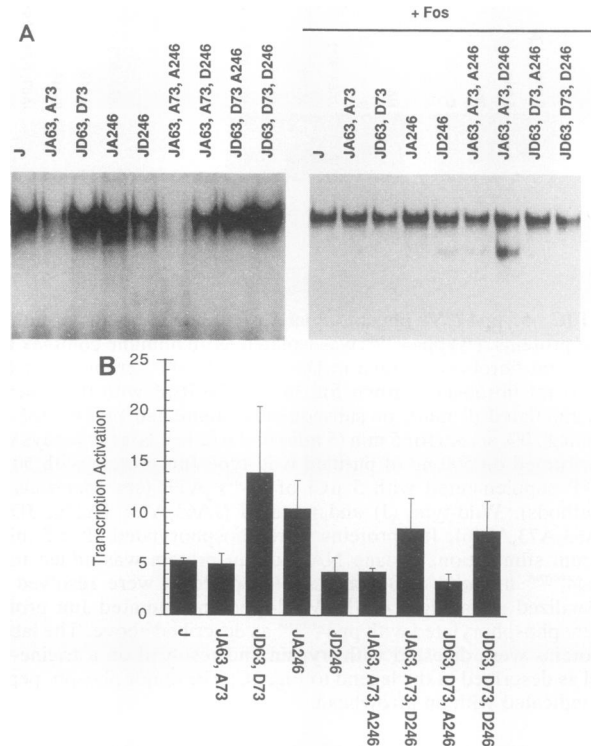 A
+ Fos
J
JA63, A73
JD63, D73
JA246
JD246
JA63, A73, A246
JA63, A73, D246
JD63, D73 A246
JD63, D73, D246
J
JA63, A73
JD63, D73
JA246
JD246
JA63, A73, A246
JA63, A73, D246
JD63, D73, A246
JD63, D73, D246
B
Transcription Activation
25
20
15
10
5
0
J
JA63, A73
JD63, D73
JA246
JD246
JA63, A73, A246
JA63, A73, D246
JD63, D73, A246
JD63, D73, D246